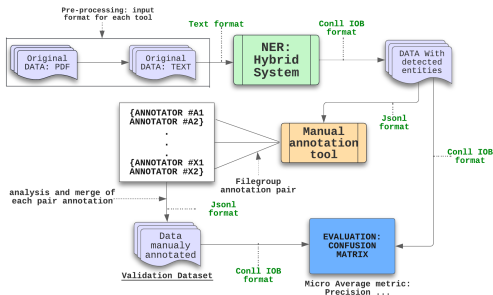 Pre-processing: input
format for each tool
Text format
Conll IOB
format
Original
DATA: PDF
Original
DATA: TEXT
NER:
Hybrid
System
DATA With
detected
entities
{ANNOTATOR #A1
ANNOTATOR #A2}
.
.
.
{ANNOTATOR #X1
ANNOTATOR #X2}
Jsonl
format
Manual
annotation
tool
Conll IOB
format
Filegroup
annotation pair
analysis and merge of
each pair annotation
Jsonl
format
Data
manualy
annotated
Validation Dataset
Conll IOB
format
EVALUATION:
CONFUSION
MATRIX
Micro Average metric:
Precision ...